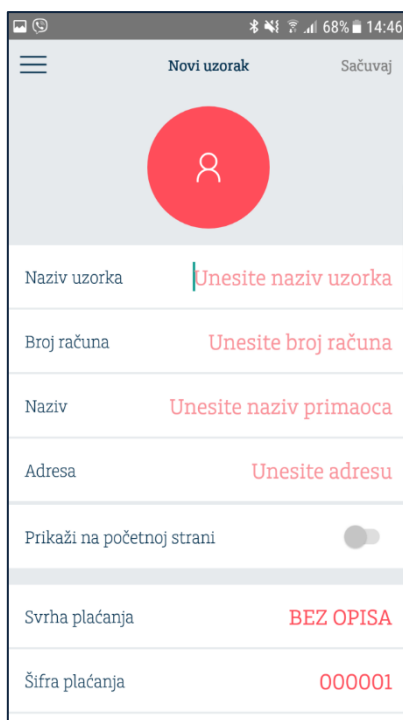 68% 14:46
Novi uzorak Sačuvaj
Naziv uzorka Unesite naziv uzorka
Broj računa Unesite broj računa
Naziv Unesite naziv primaoca
Adresa Unesite adresu
Prikaži na početnoj strani
Svrha plaćanja BEZ OPISA
Šifra plaćanja 000001